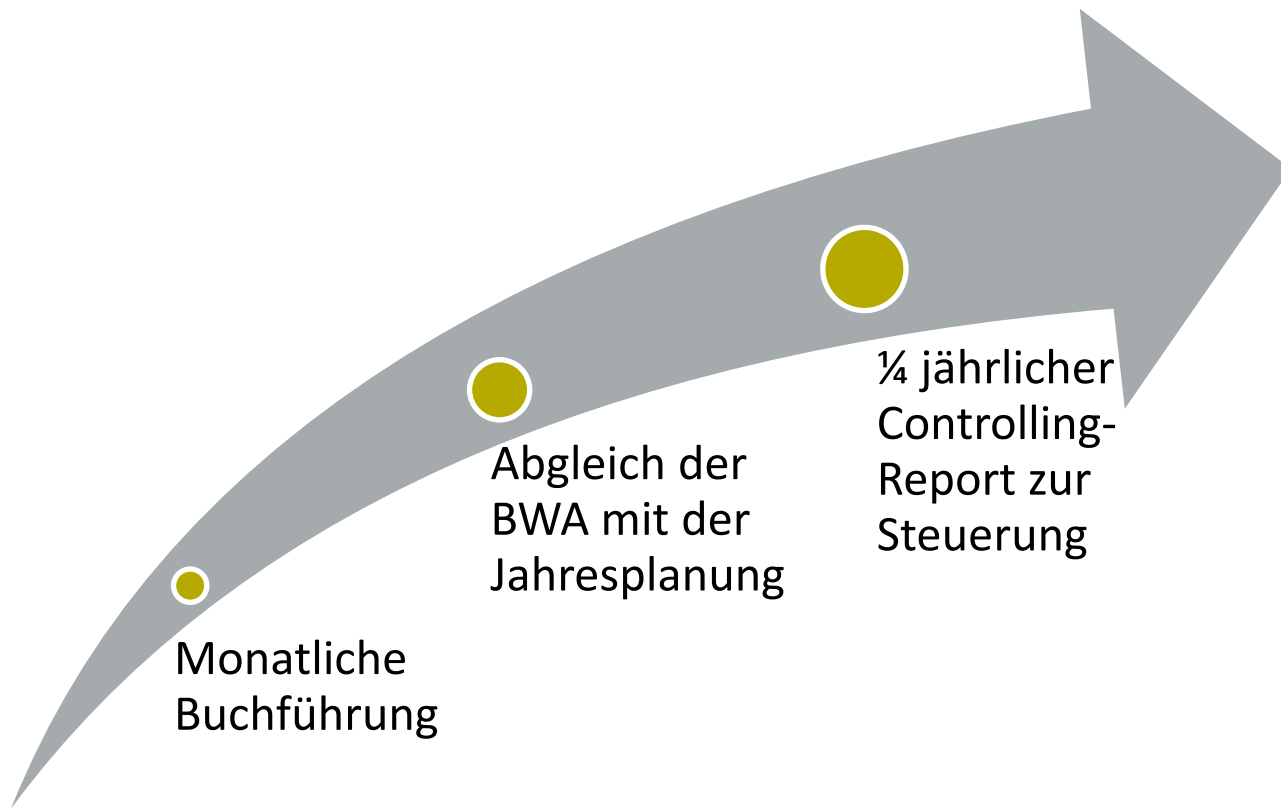 Monatliche
Buchführung
Abgleich der
BWA mit der
Jahresplanung
¼ jährlicher
Controlling-
Report zur
Steuerung